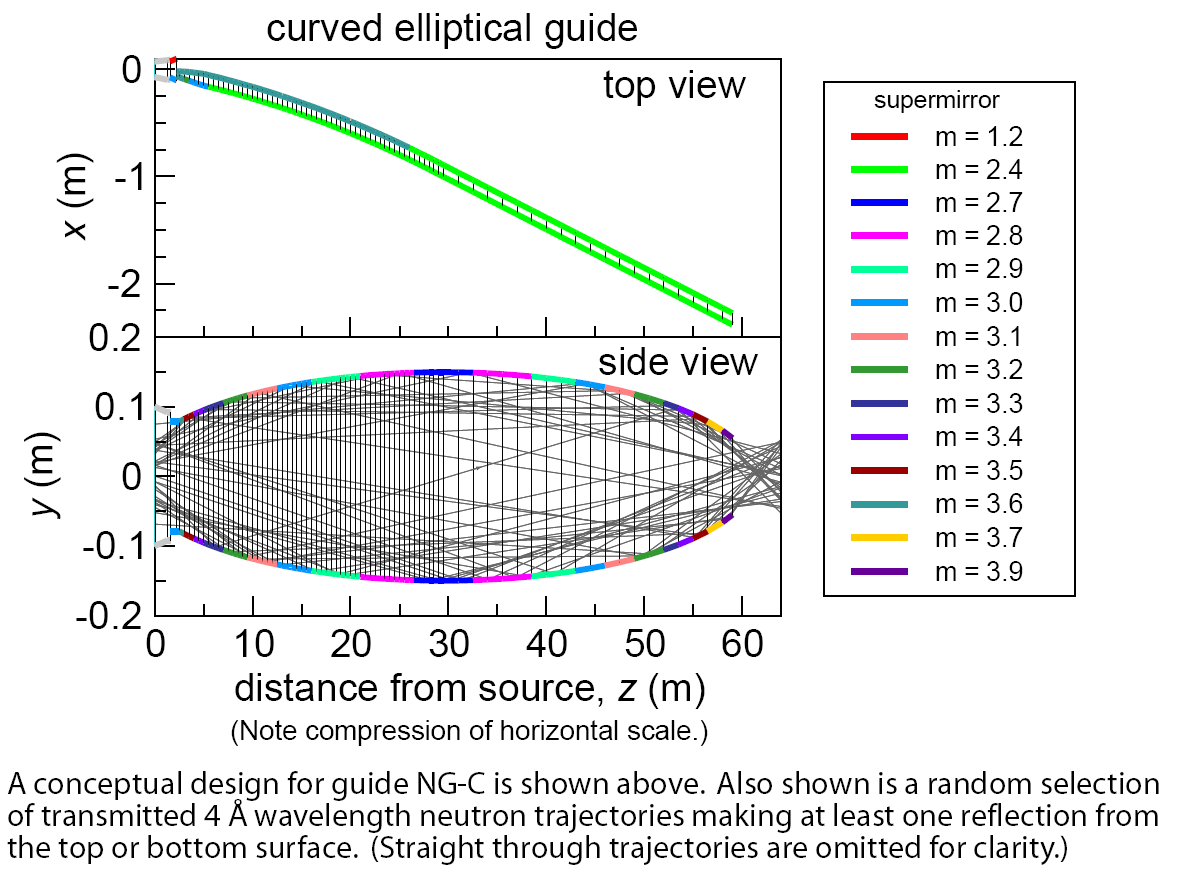 curved elliptical guide
top view
0
-1
-2
x (m)
side view
0.2
0.1
0
-0.1
-0.2
y (m)
0 10 20 30 40 50 60
distance from source, z (m)
(Note compression of horizontal scale.)
supermirror
m = 1.2
m = 2.4
m = 2.7
m = 2.8
m = 2.9
m = 3.0
m = 3.1
m = 3.2
m = 3.3
m = 3.4
m = 3.5
m = 3.6
m = 3.7
m = 3.9
A conceptual design for guide NG-C is shown above. Also shown is a random selection
of transmitted 4 Å wavelength neutron trajectories making at least one reflection from
the top or bottom surface. (Straight through trajectories are omitted for clarity.)